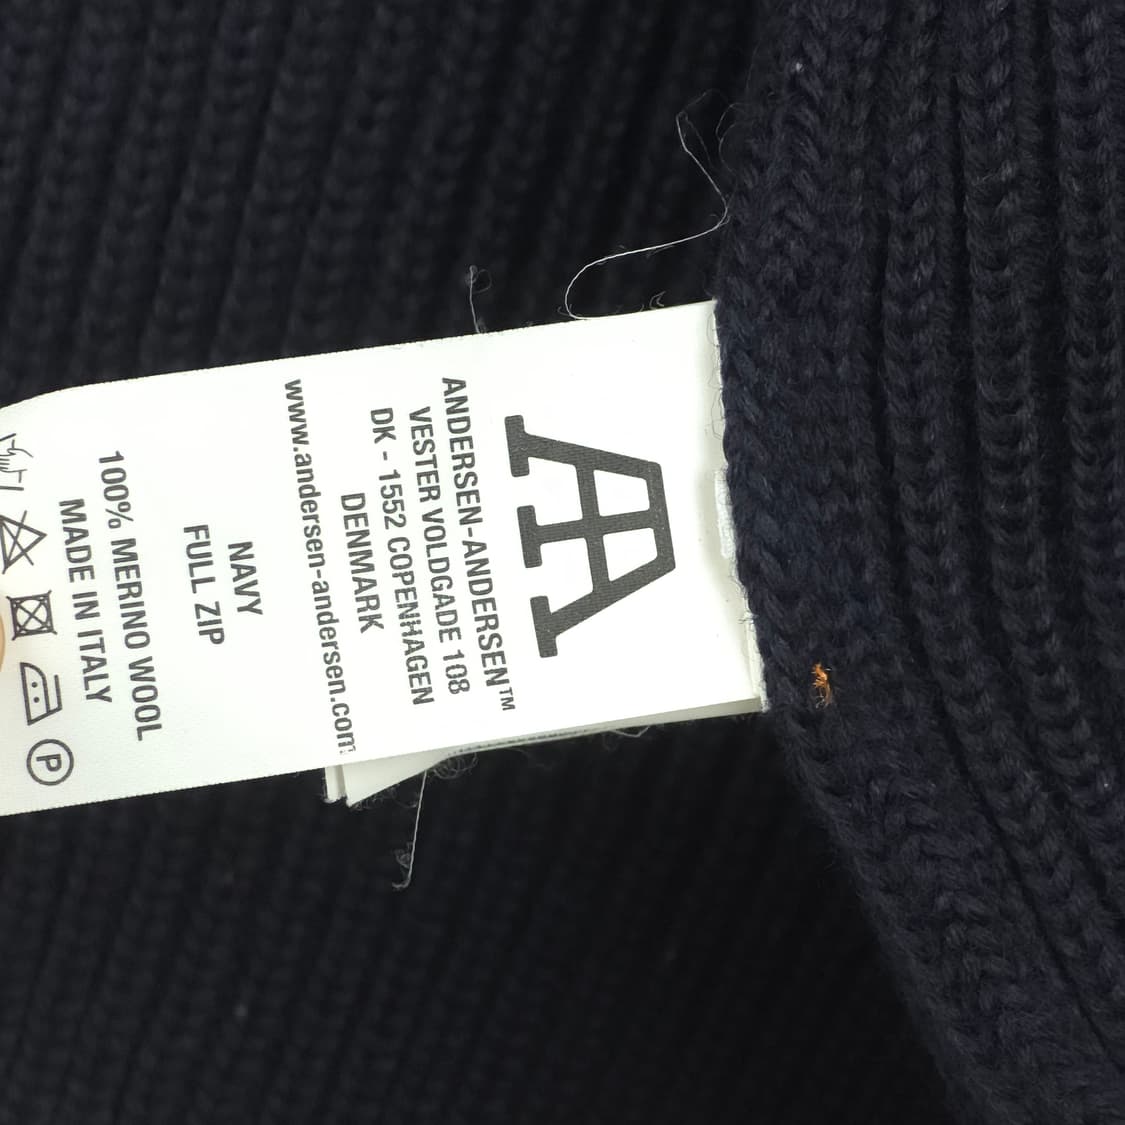 AA
ANDERSEN-ANDERSEN™
VESTER VOLDGADE 108
DK - 1552 COPENHAGEN
DENMARK
www.andersen-andersen.com
NAVY
FULL ZIP
100% MERINO WOOL
MADE IN ITALY
P